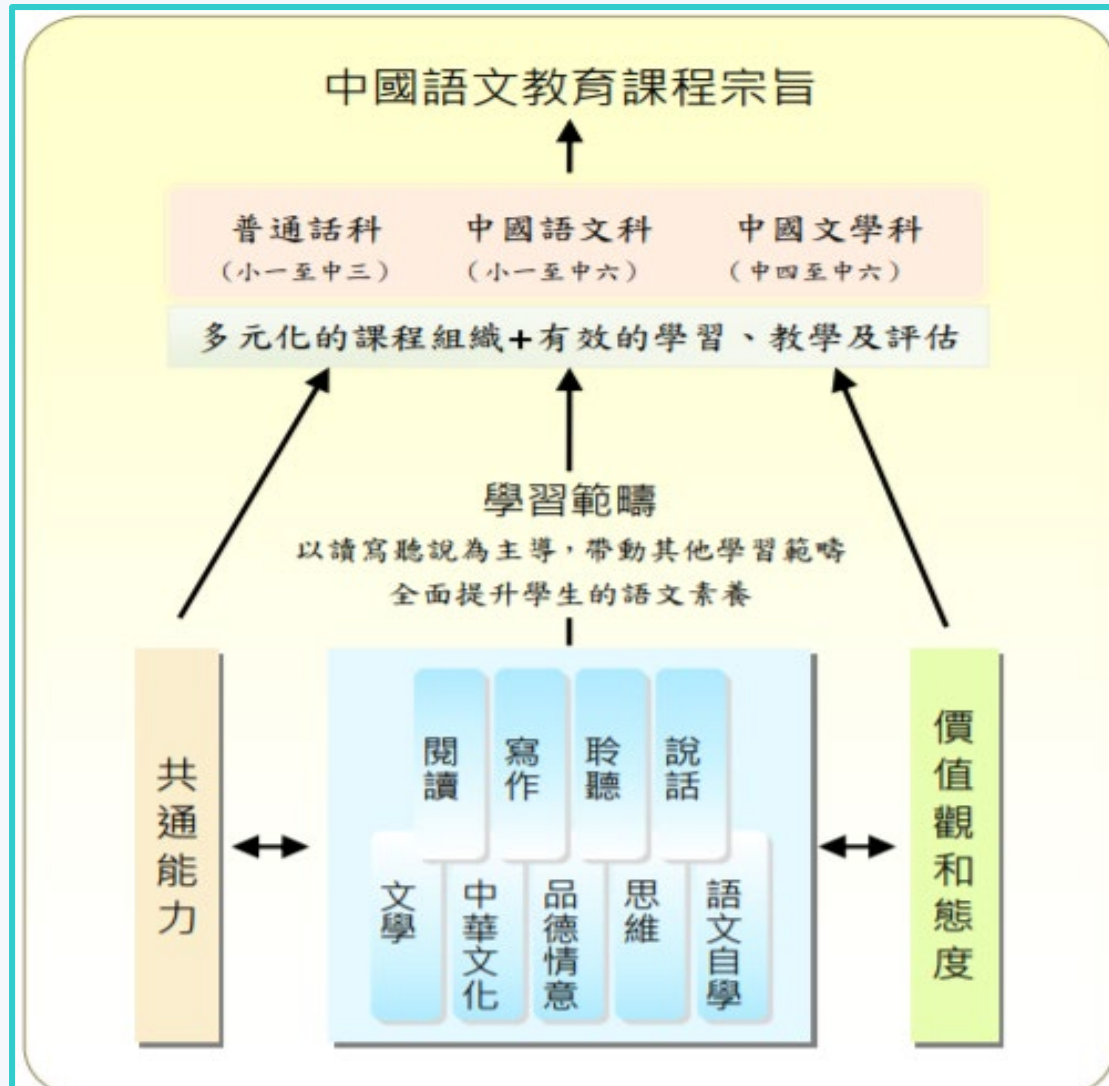 中國語文教育課程宗旨
普通話科 中國語文科 中國文學科
（小一至中三） （小一至中六） （中四至中六）
多元化的課程組織+有效的學習、教學及評估
學習範疇
以讀寫聽說為主導，帶動其他學習範疇
全面提升學生的語文素養
共通能力
閱讀
寫作
聆聽
說話
文學
中華文化
品德情意
思維
語文自學
價值觀和態度